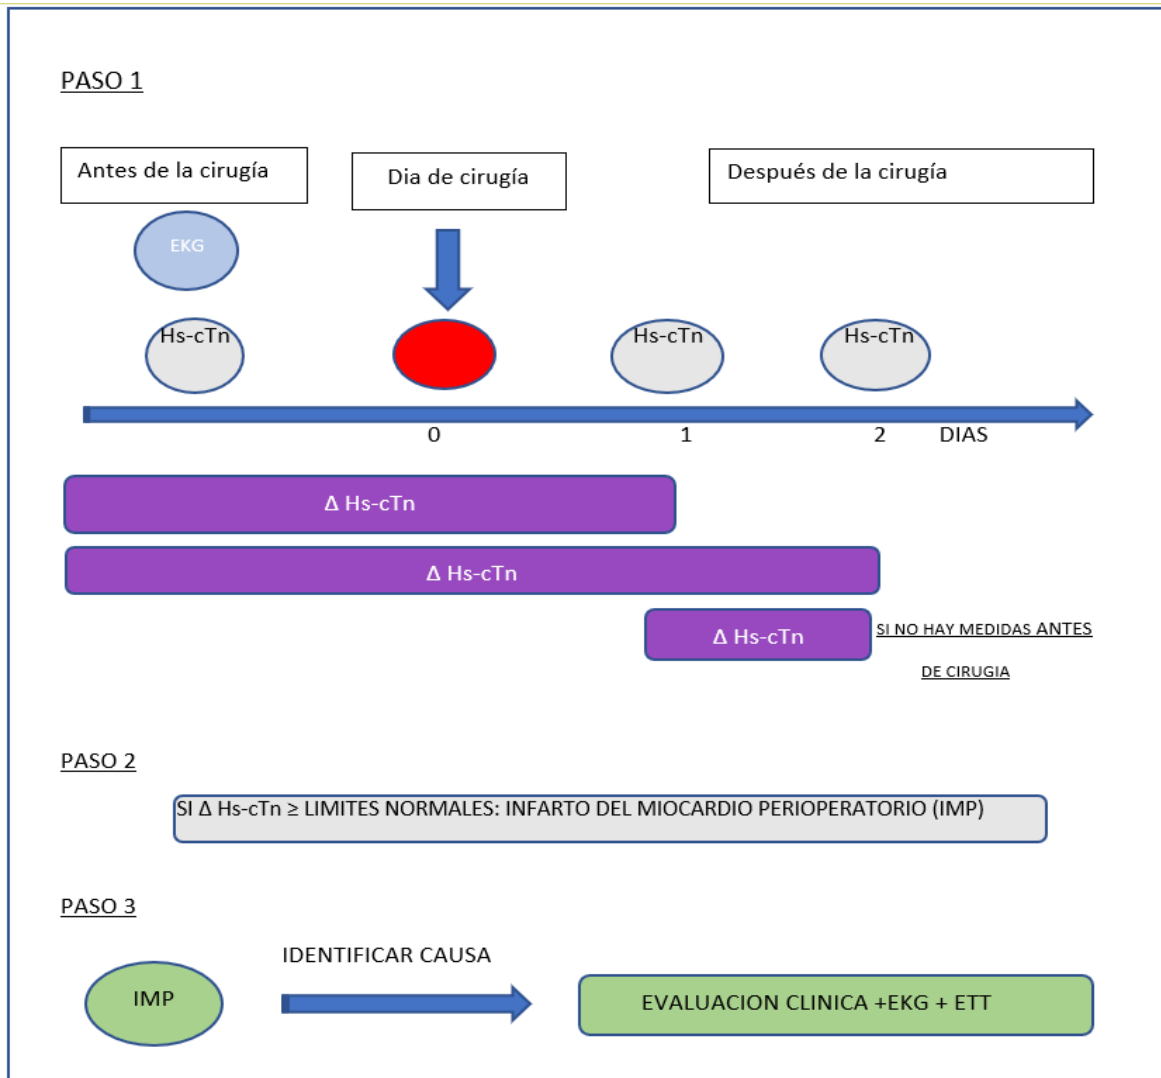 PASO 1
Antes de la cirugía
Dia de cirugía
Después de la cirugía
EKG
Hs-cTn
Hs-cTn
Hs-cTn
0
1
2
DIAS
Δ Hs-cTn
Δ Hs-cTn
Δ Hs-cTn
SI NO HAY MEDIDAS ANTES
DE CIRUGIA
PASO 2
SI Δ Hs-cTn ≥ LIMITES NORMALES: INFARTO DEL MIOCARDIO PERIOPERATORIO (IMP)
PASO 3
IDENTIFICAR CAUSA
IMP
EVALUACION CLINICA +EKG + ETT